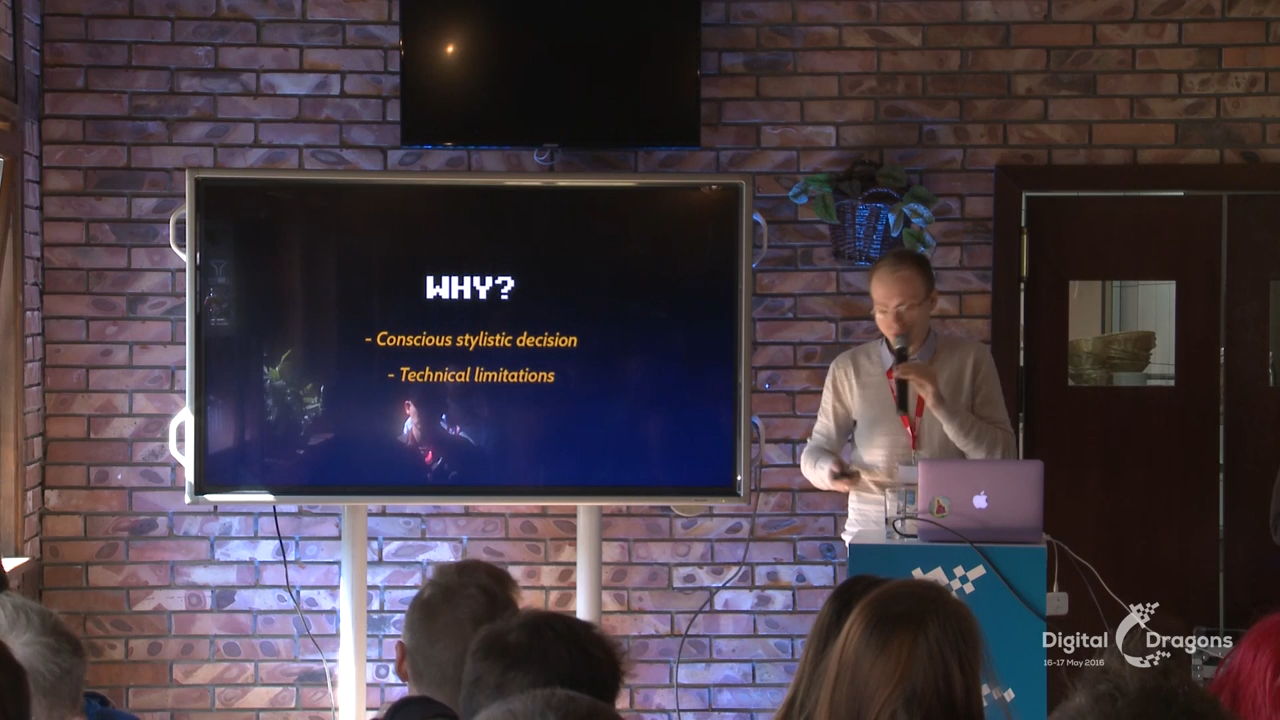 WHY?
- Conscious stylistic decision
- Technical limitations
Digital Dragons
16-17 May 2016